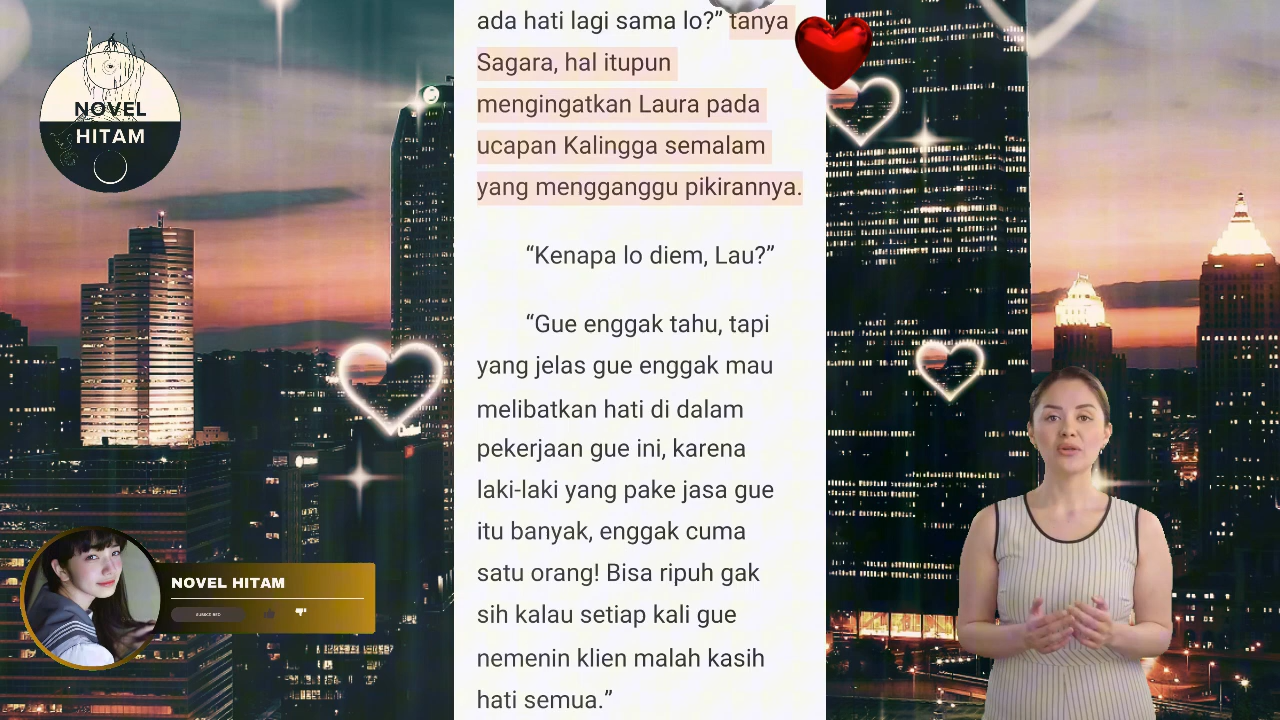 NOVEL
HITAM
ada hati lagi sama lo?” tanya
Sagara, hal itupun
mengingatkan Laura pada
ucapan Kalingga semalam
yang mengganggu pikirannya.
“Kenapa lo diem, Lau?”
“Gue enggak tahu, tapi
yang jelas gue enggak mau
melibatkan hati di dalam
pekerjaan gue ini, karena
laki-laki yang pake jasa gue
itu banyak, enggak cuma
satu orang! Bisa ripuh gak
sih kalau setiap kali gue
nemenin klien malah kasih
hati semua.”
NOVEL HITAM